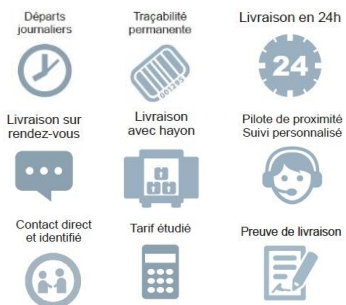 Départs
journaliers
Traçabilité
permanente
Livraison en 24h
24
Livraison sur
rendez-vous
Livraison
avec hayon
Pilote de proximité
Suivi personnalisé
Contact direct
et identifié
Tarif étudié
Preuve de livraison